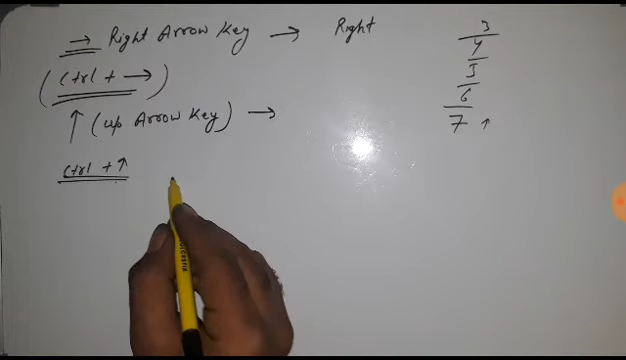 → Right Arrow Key → Right
(Ctrl + →)
↑ (up Arrow Key) →
Ctrl + ↑
3
4
5
6
7 ↑